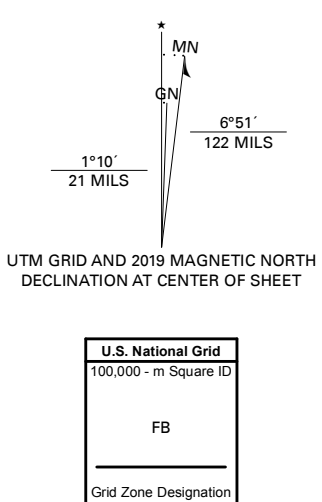 ★
MN
GN
6°51´
122 MILS
1°10´
21 MILS
UTM GRID AND 2019 MAGNETIC NORTH
DECLINATION AT CENTER OF SHEET
U.S. National Grid
100,000 - m Square ID
FB
Grid Zone Designation